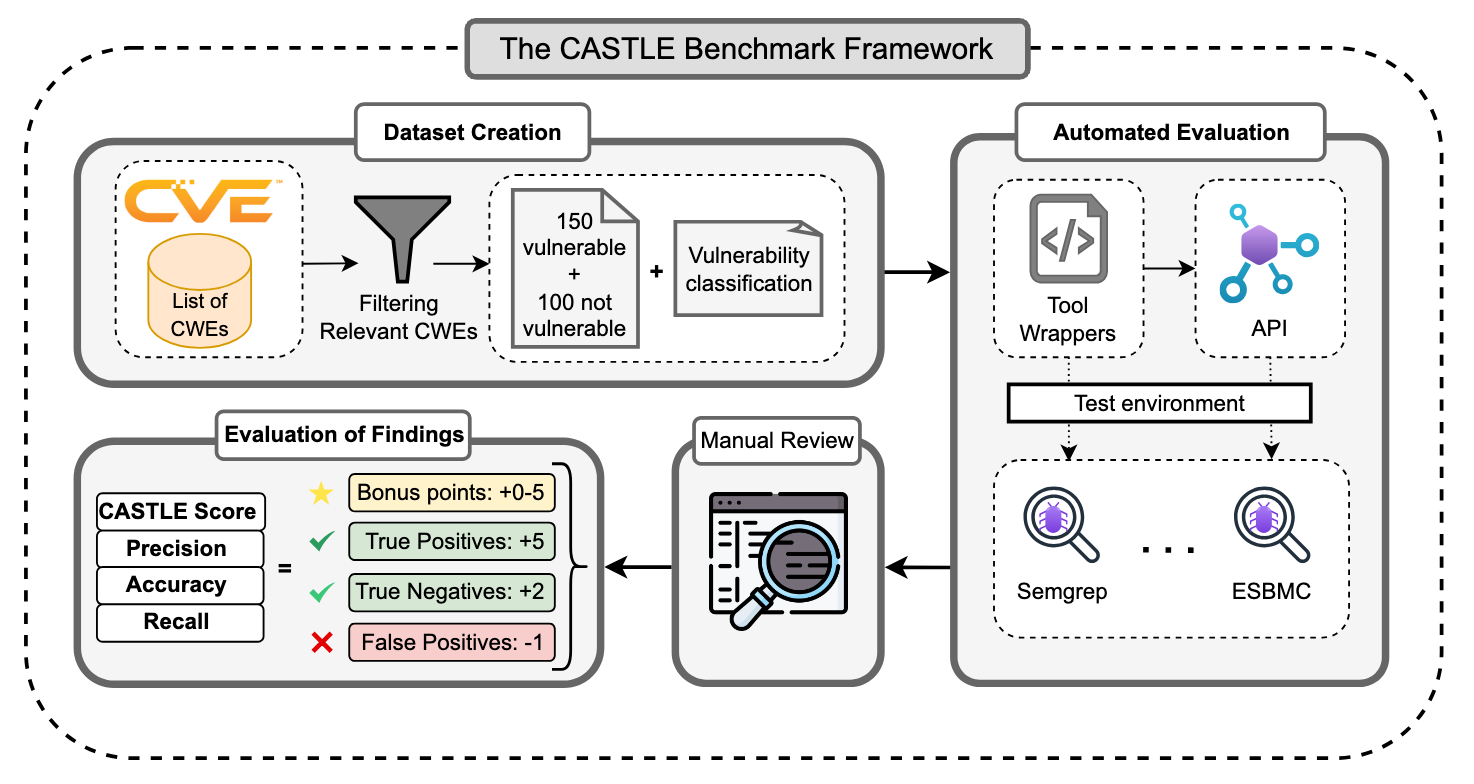 The CASTLE Benchmark Framework
Dataset Creation
CVE™
List of
CWEs
Filtering
Relevant CWEs
150
vulnerable
+
100 not
vulnerable
+
Vulnerability
classification
Automated Evaluation
</>
Tool
Wrappers
API
Test environment
Semgrep
. . .
ESBMC
Manual Review
Evaluation of Findings
CASTLE Score
Precision
Accuracy
Recall
=
Bonus points: +0-5
True Positives: +5
True Negatives: +2
False Positives: -1